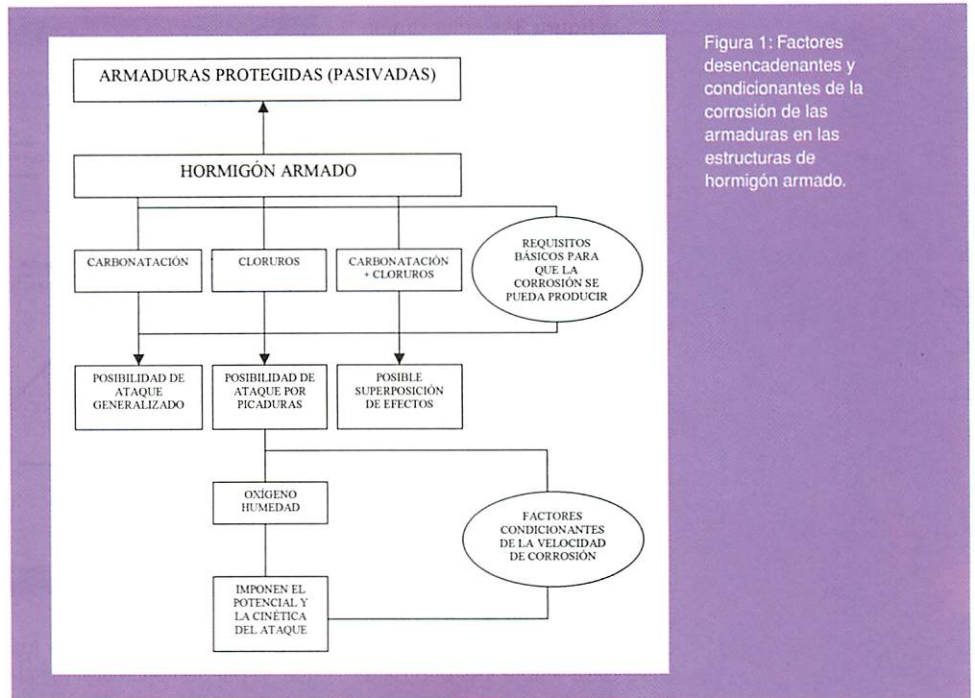 ARMADURAS PROTEGIDAS (PASIVADAS)
HORMIGÓN ARMADO
CARBONATACIÓN
CLORUROS
CARBONATACIÓN
+ CLORUROS
REQUISITOS
BÁSICOS PARA
QUE LA
CORROSIÓN SE
PUEDA PRODUCIR
POSIBILIDAD DE
ATAQUE
GENERALIZADO
POSIBILIDAD DE
ATAQUE POR
PICADURAS
POSIBLE
SUPERPOSICIÓN
DE EFECTOS
OXÍGENO
HUMEDAD
FACTORES
CONDICIONANTES
DE LA VELOCIDAD
DE CORROSIÓN
IMPONEN EL
POTENCIAL Y
LA CINÉTICA
DEL ATAQUE
Figura 1: Factores
desencadenantes y
condicionantes de la
corrosión de las
armaduras en las
estructuras de
hormigón armado.